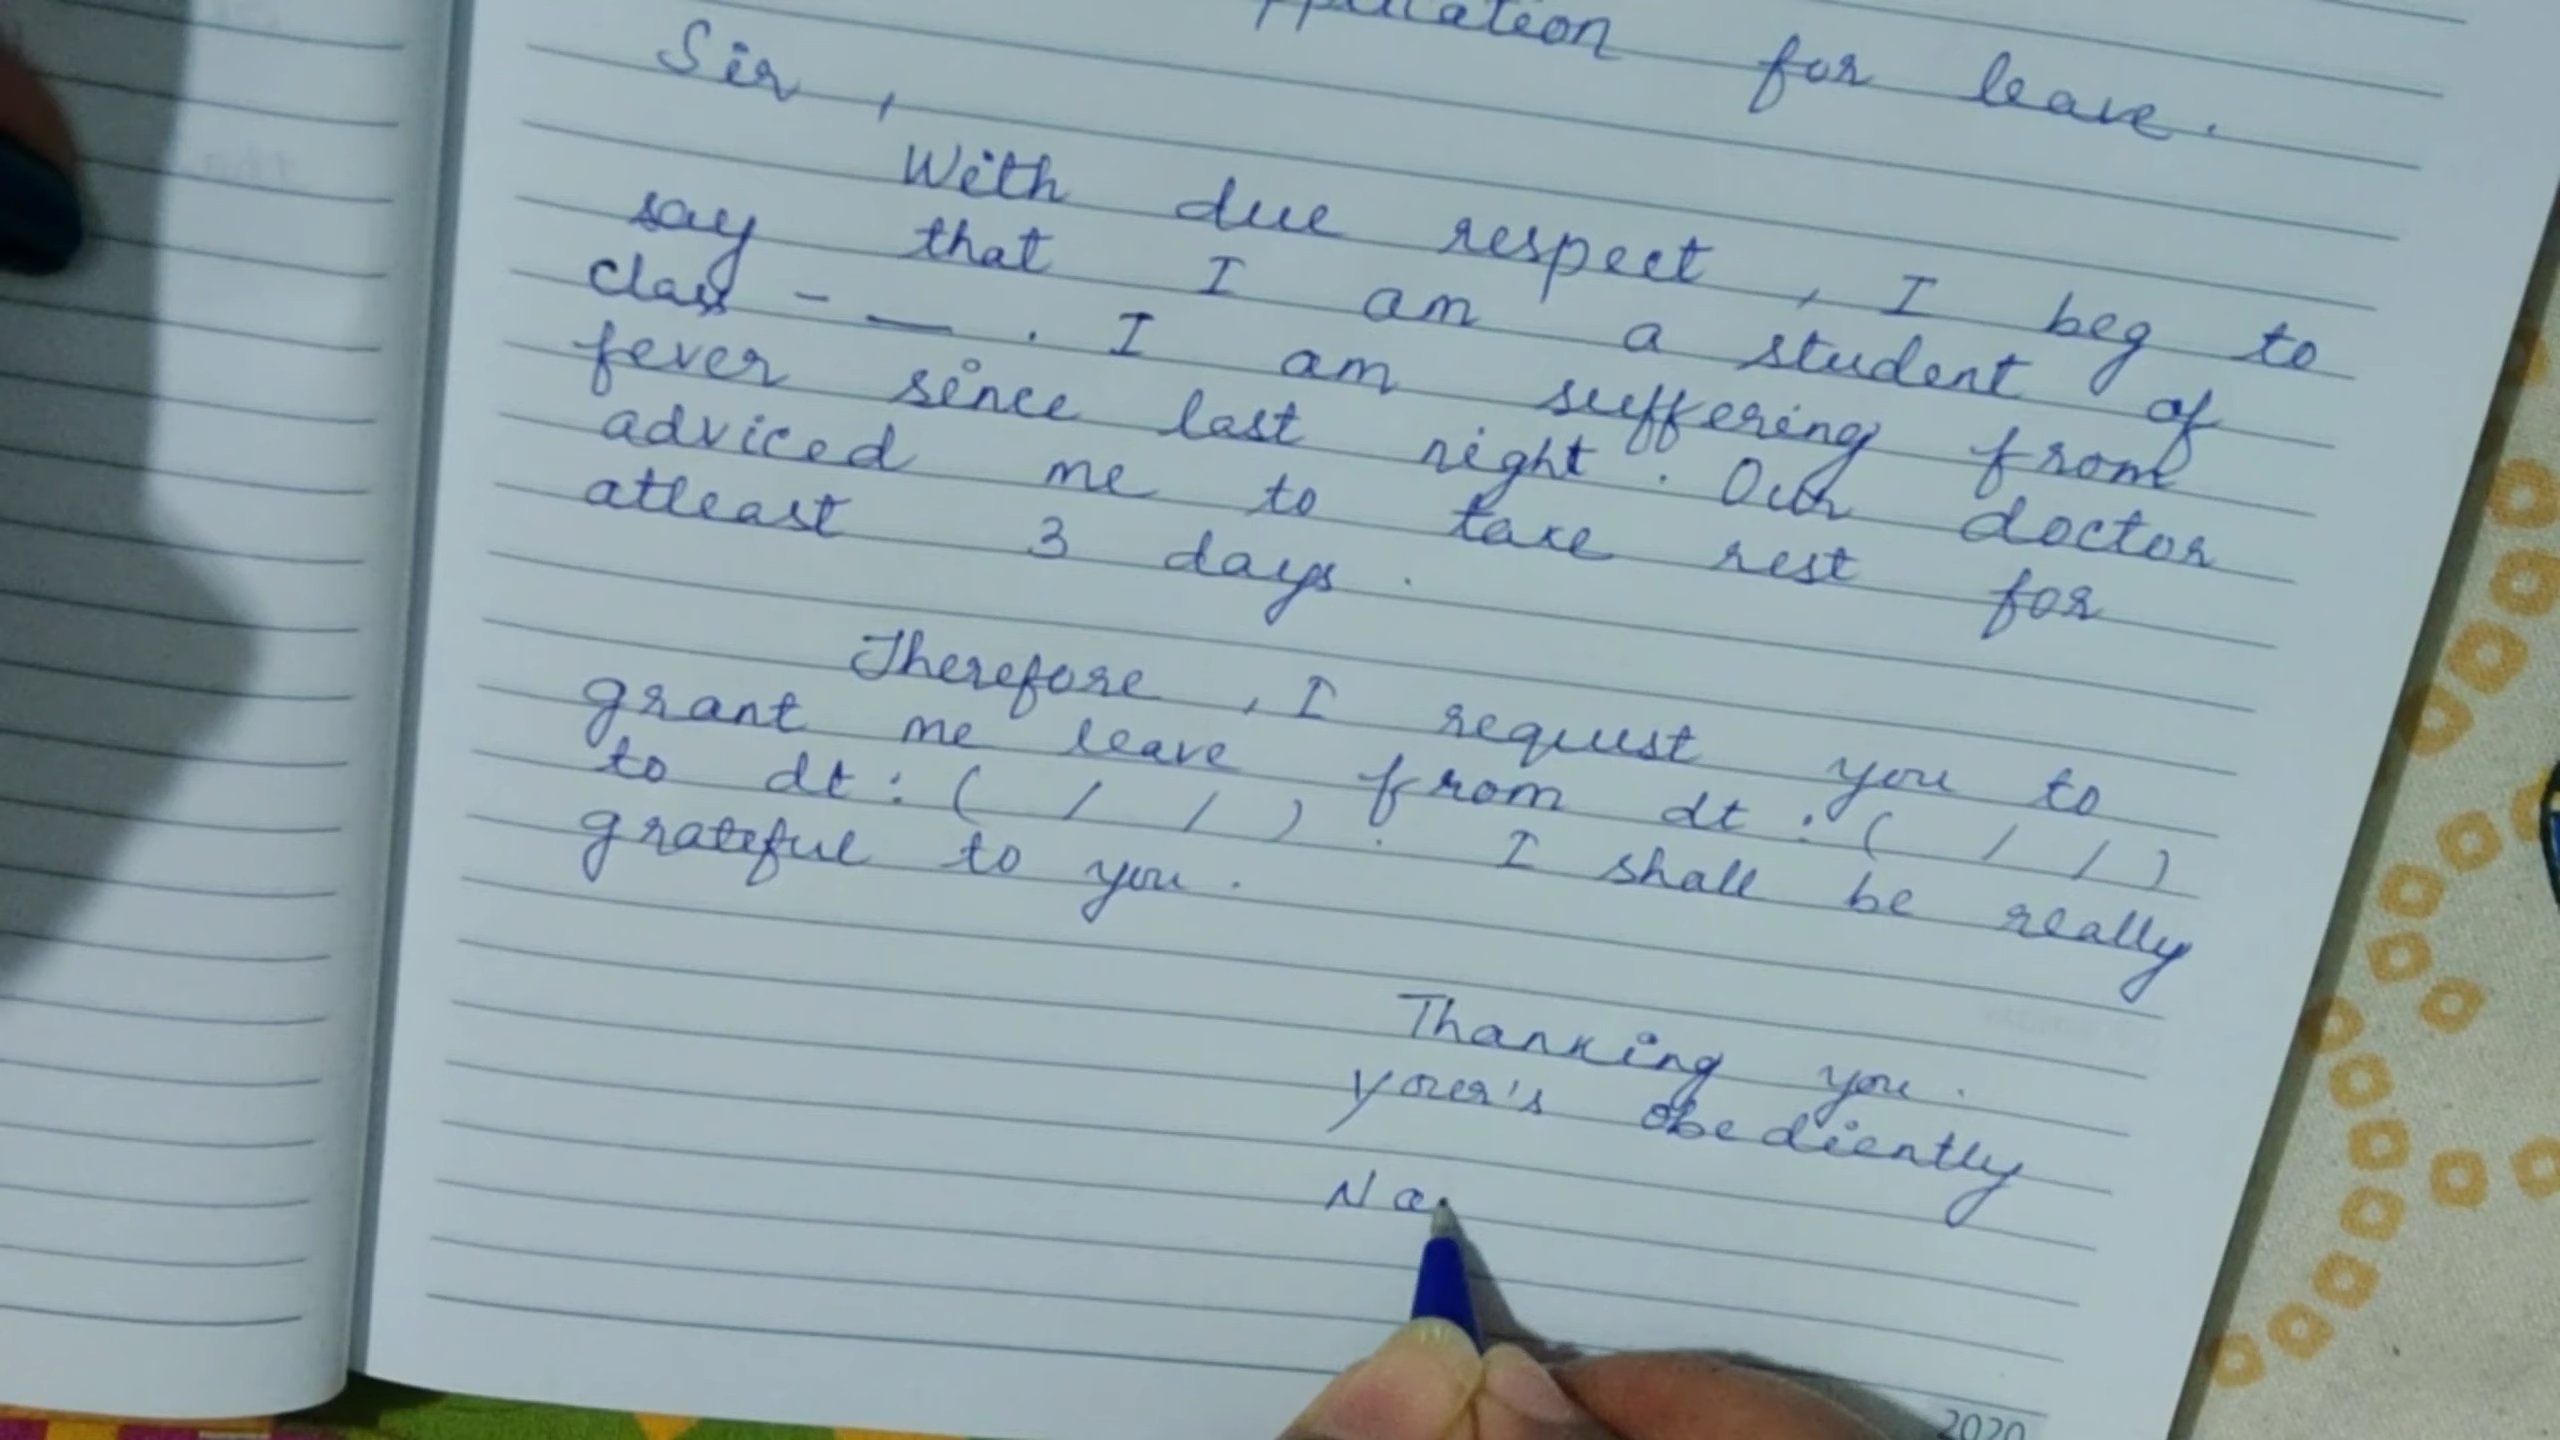 Application for leave.
Sir,
With due respect, I beg to
say that I am a student of
class - __. I am suffering from
fever since last night. Our doctor
adviced me to take rest for
atleast 3 days.
Therefore, I request you to
grant me leave from dt: ( / / )
to dt: ( / / ). I shall be really
grateful to you.
Thanking you.
Your's obediently
Na
2020